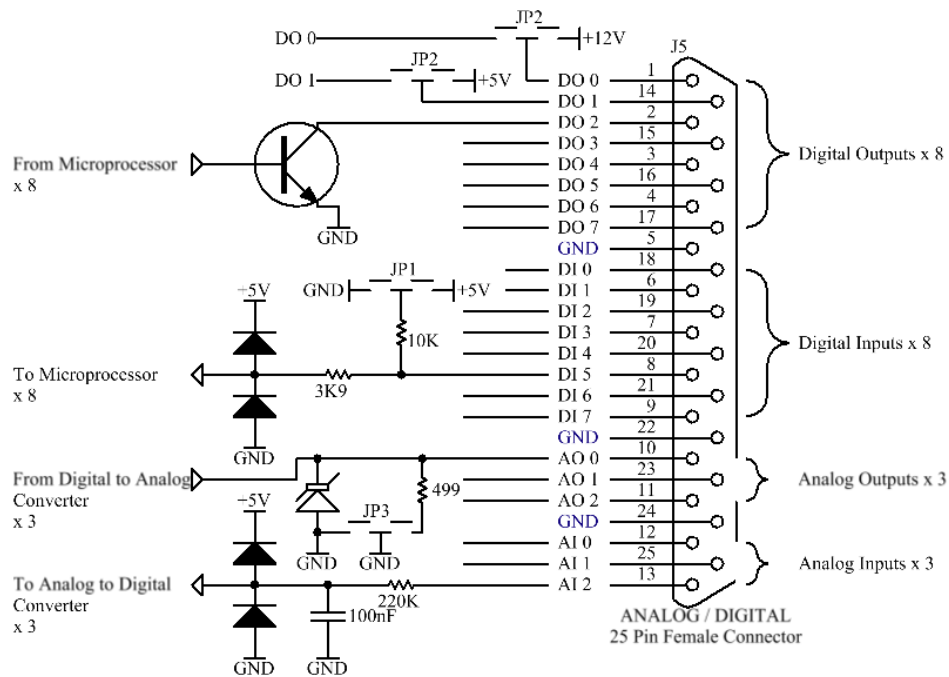 JP2
DO 0
+12V
J5
JP2
DO 1
+5V
DO 0 1
DO 1 14
DO 2 2
DO 3 15
DO 4 3
DO 5 16
DO 6 4
DO 7 17
GND 5
DI 0 18
DI 1 6
DI 2 19
DI 3 7
DI 4 20
DI 5 8
DI 6 21
DI 7 9
GND 22
AO 0 10
AO 1 23
AO 2 11
GND 24
AI 0 12
AI 1 25
AI 2 13
Digital Outputs x 8
Digital Inputs x 8
Analog Outputs x 3
Analog Inputs x 3
ANALOG / DIGITAL
25 Pin Female Connector
From Microprocessor
x 8
GND
JP1
GND
+5V
10K
+5V
To Microprocessor
x 8
3K9
GND
From Digital to Analog
Converter
x 3
499
JP3
GND
GND
+5V
To Analog to Digital
Converter
x 3
220K
100nF
GND
GND